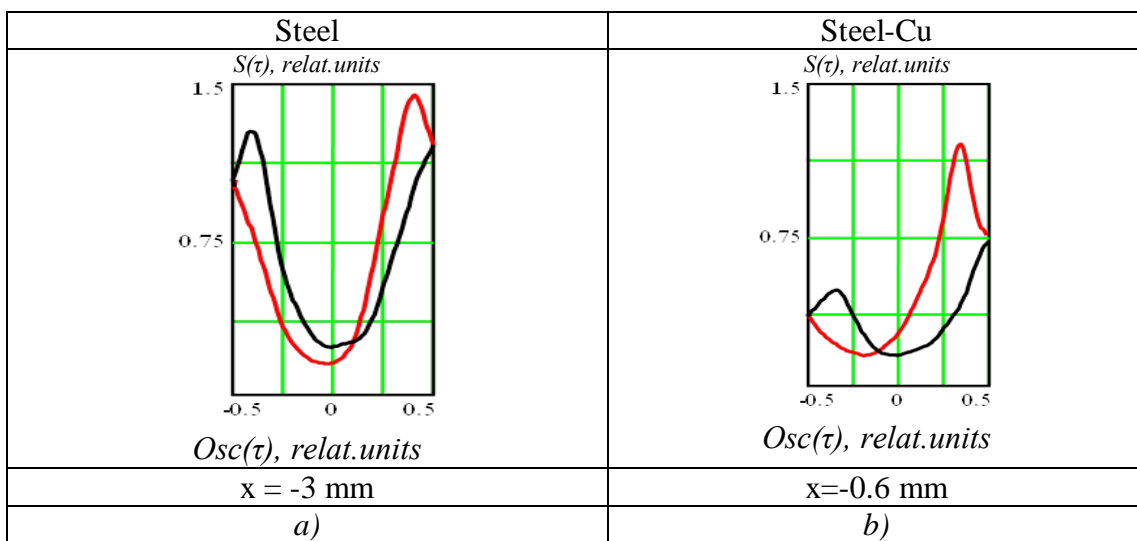 Steel
Steel-Cu
S(τ), relat.units
S(τ), relat.units
1.5
1.5
0.75
0.75
-0.5 0 0.5
-0.5 0 0.5
Osc(τ), relat.units
Osc(τ), relat.units
x = -3 mm
x=-0.6 mm
a)
b)